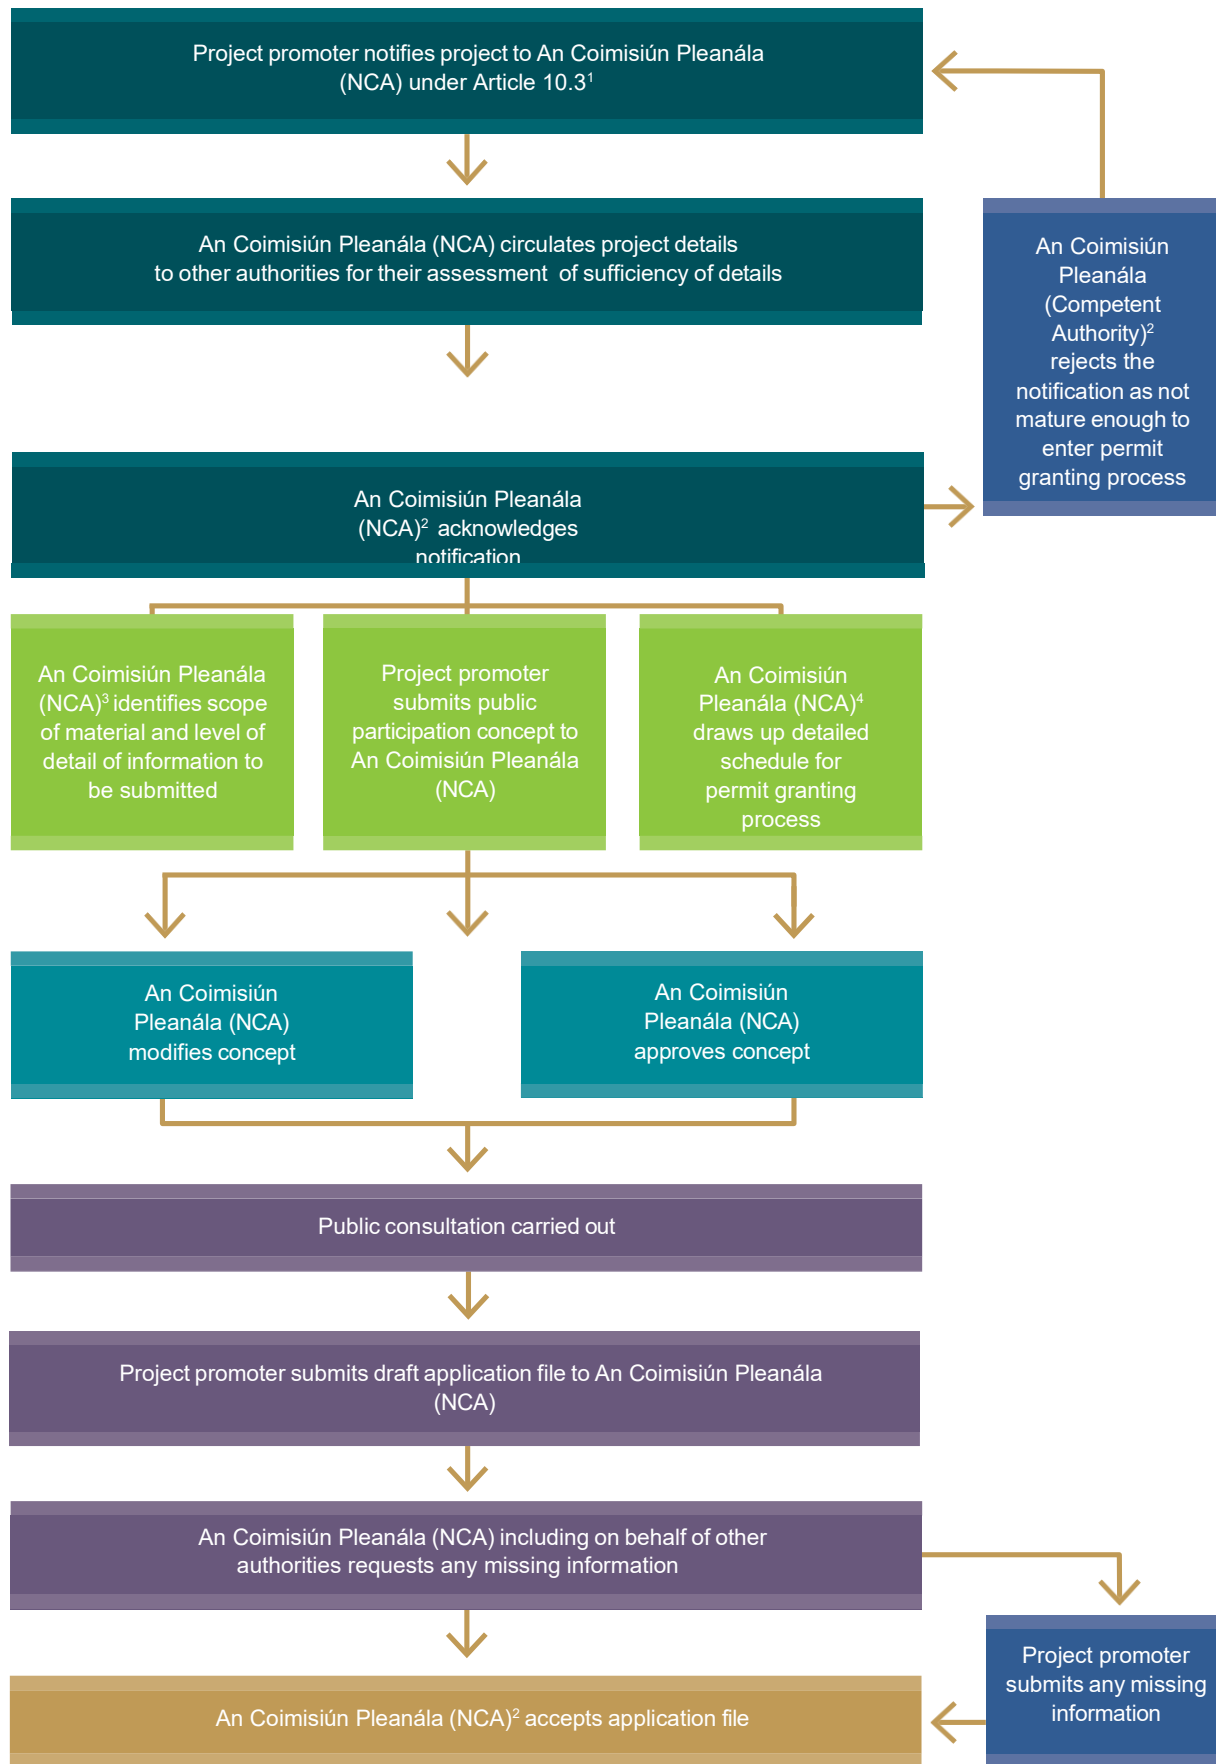 Project promoter notifies project to An Coimisiún Pleanála
(NCA) under Article 10.3¹
An Coimisiún Pleanála (NCA) circulates project details
to other authorities for their assessment of sufficiency of details
An Coimisiún
Pleanála
(Competent
Authority)²
rejects the
notification as not
mature enough to
enter permit
granting process
An Coimisiún Pleanála
(NCA)² acknowledges
notification
An Coimisiún Pleanála
(NCA)³ identifies scope
of material and level of
detail of information to
be submitted
Project promoter
submits public
participation concept to
An Coimisiún Pleanála
(NCA)
An Coimisiún
Pleanála (NCA)⁴
draws up detailed
schedule for
permit granting
process
An Coimisiún
Pleanála (NCA)
modifies concept
An Coimisiún
Pleanála (NCA)
approves concept
Public consultation carried out
Project promoter submits draft application file to An Coimisiún Pleanála
(NCA)
An Coimisiún Pleanála (NCA) including on behalf of other
authorities requests any missing information
Project promoter
submits any missing
information
An Coimisiún Pleanála (NCA)² accepts application file